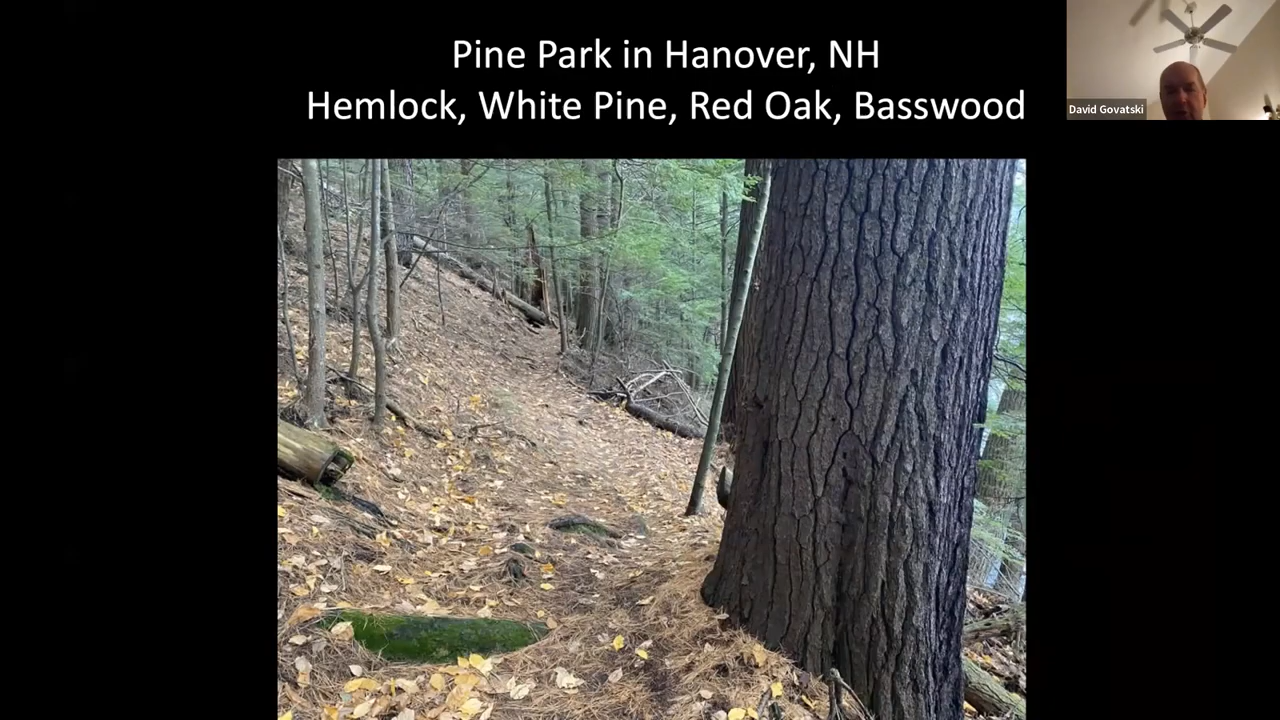 Pine Park in Hanover, NH
Hemlock, White Pine, Red Oak, Basswood
David Govatski